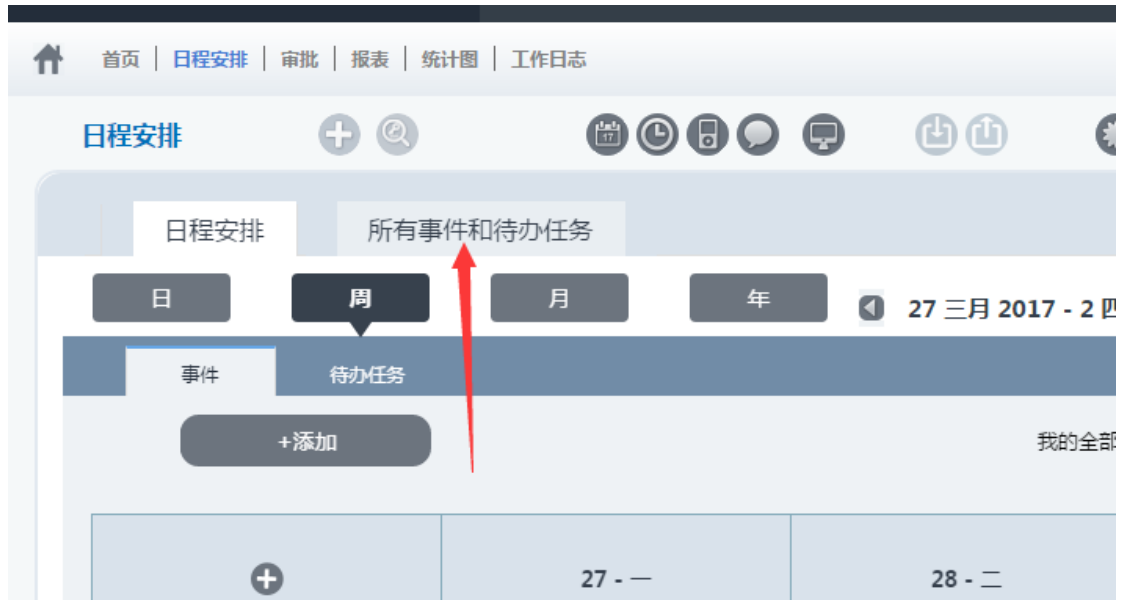 首页 | 日程安排 | 审批 | 报表 | 统计图 | 工作日志
日程安排
17
日程安排 所有事件和待办任务
日 周 月 年 27 三月 2017 - 2 四
事件 待办任务
+添加 我的全部
27 - 一 28 - 二